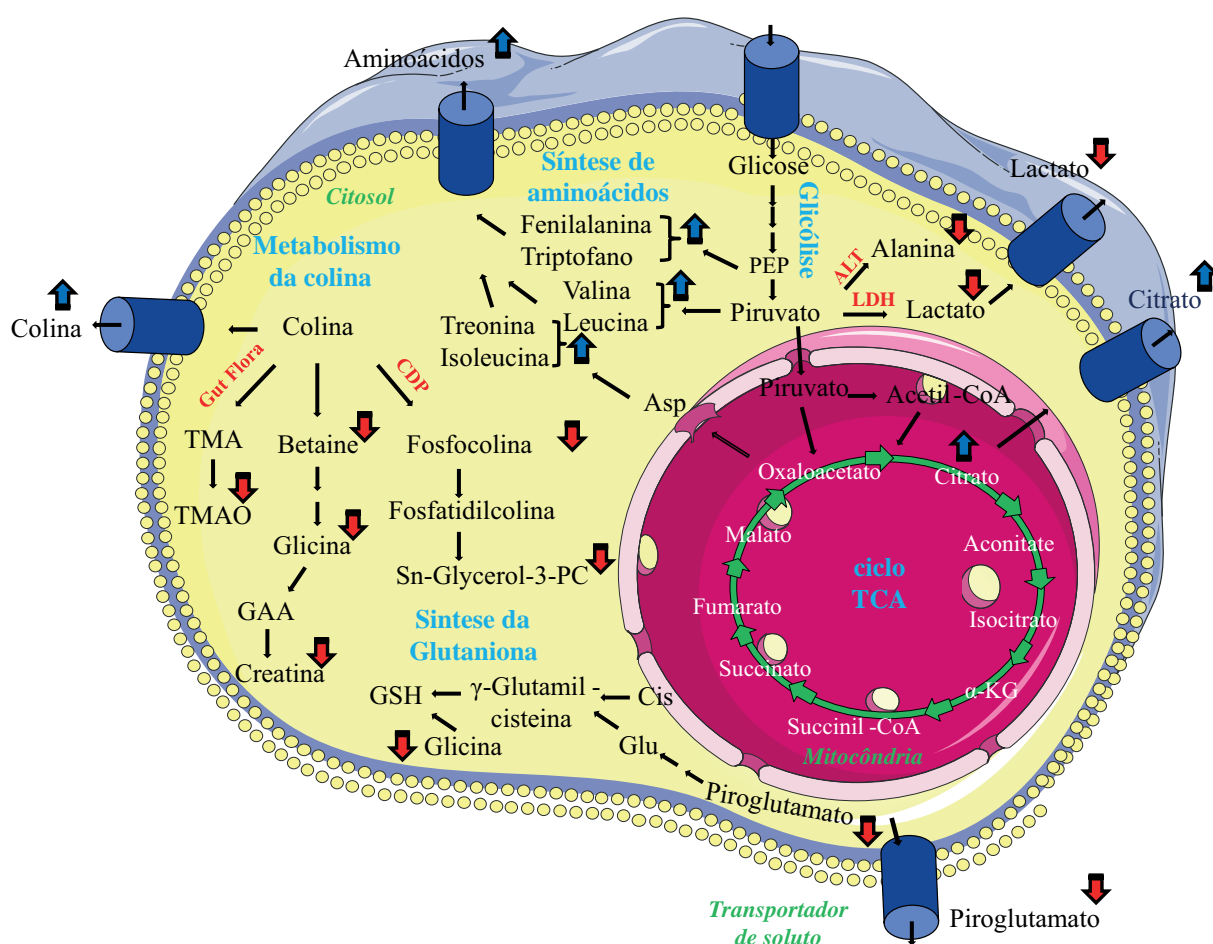 Aminoácidos
Síntese de
aminoácidos
Glicose
Lactato
Citosol
Glicólise
Fenilalanina
Triptofano
PEP
ALT
Alanina
Metabolismo
da colina
Valina
Leucina
Piruvato
LDH
Lactato
Citrato
Colina
Colina
Treonina
Isoleucina
Gut Flora
CDP
Piruvato
Acetil-CoA
Asp
TMA
Betaine
Fosfocolina
Oxaloacetato
Citrato
TMAO
Fosfatidilcolina
Malato
Aconitate
Glicina
Sn-Glycerol-3-PC
ciclo
TCA
GAA
Sintese da
Glutaniona
Fumarato
Isocitrato
Creatina
Succinato
GSH
γ-Glutamil -
cisteina
Cis
α-KG
Glicina
Glu
Succinil -CoA
Mitocôndria
Piroglutamato
Transportador
de soluto
Piroglutamato